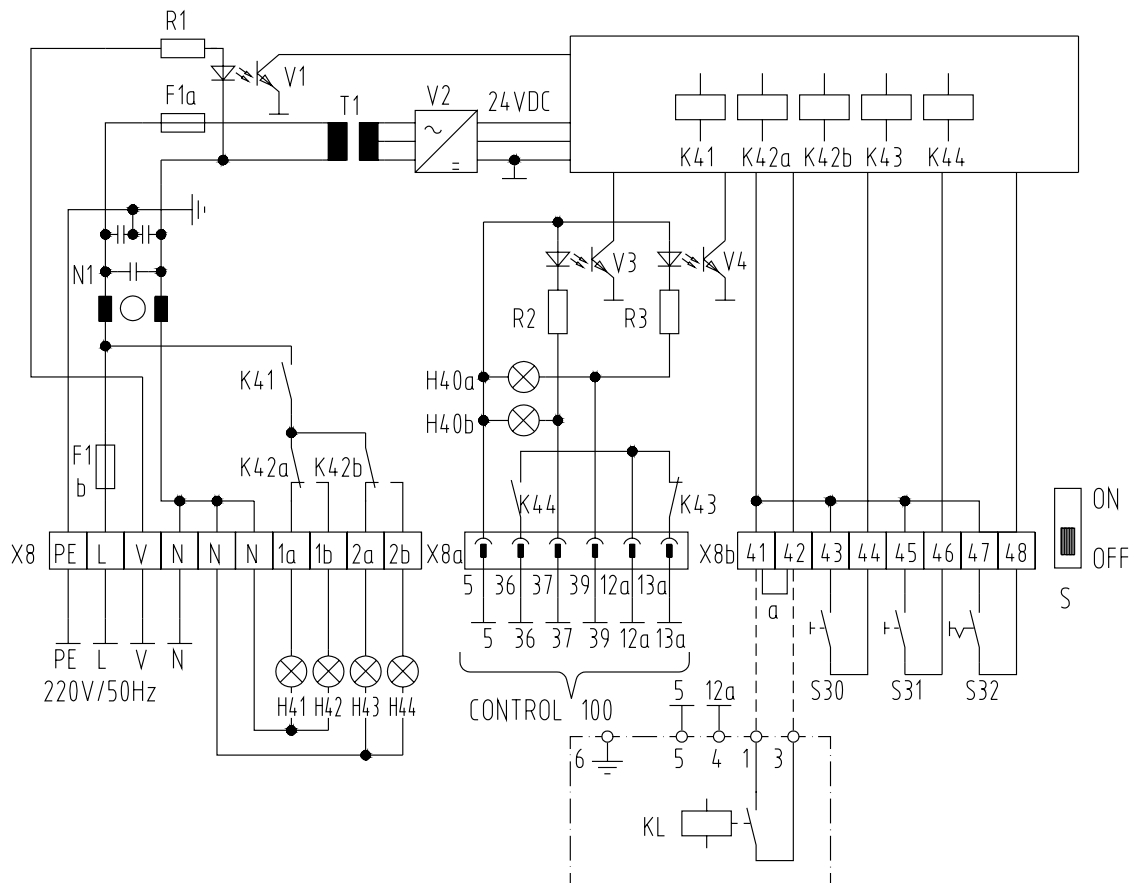 R1
V1
F1a
T1
V2
24VDC
K41
K42a
K42b
K43
K44
N1
V3
V4
R2
R3
K41
H40a
H40b
F1
b
K42a
K42b
K44
K43
X8
PE
L
V
N
N
N
1a
1b
2a
2b
X8a
X8b
41
42
43
44
45
46
47
48
ON
OFF
S
5
36
37
39
12a
13a
a
5
36
37
39
12a
13a
PE
L
V
N
220V/50Hz
H41
H42
H43
H44
CONTROL 100
S30
S31
S32
5
12a
6
5
4
1
3
KL